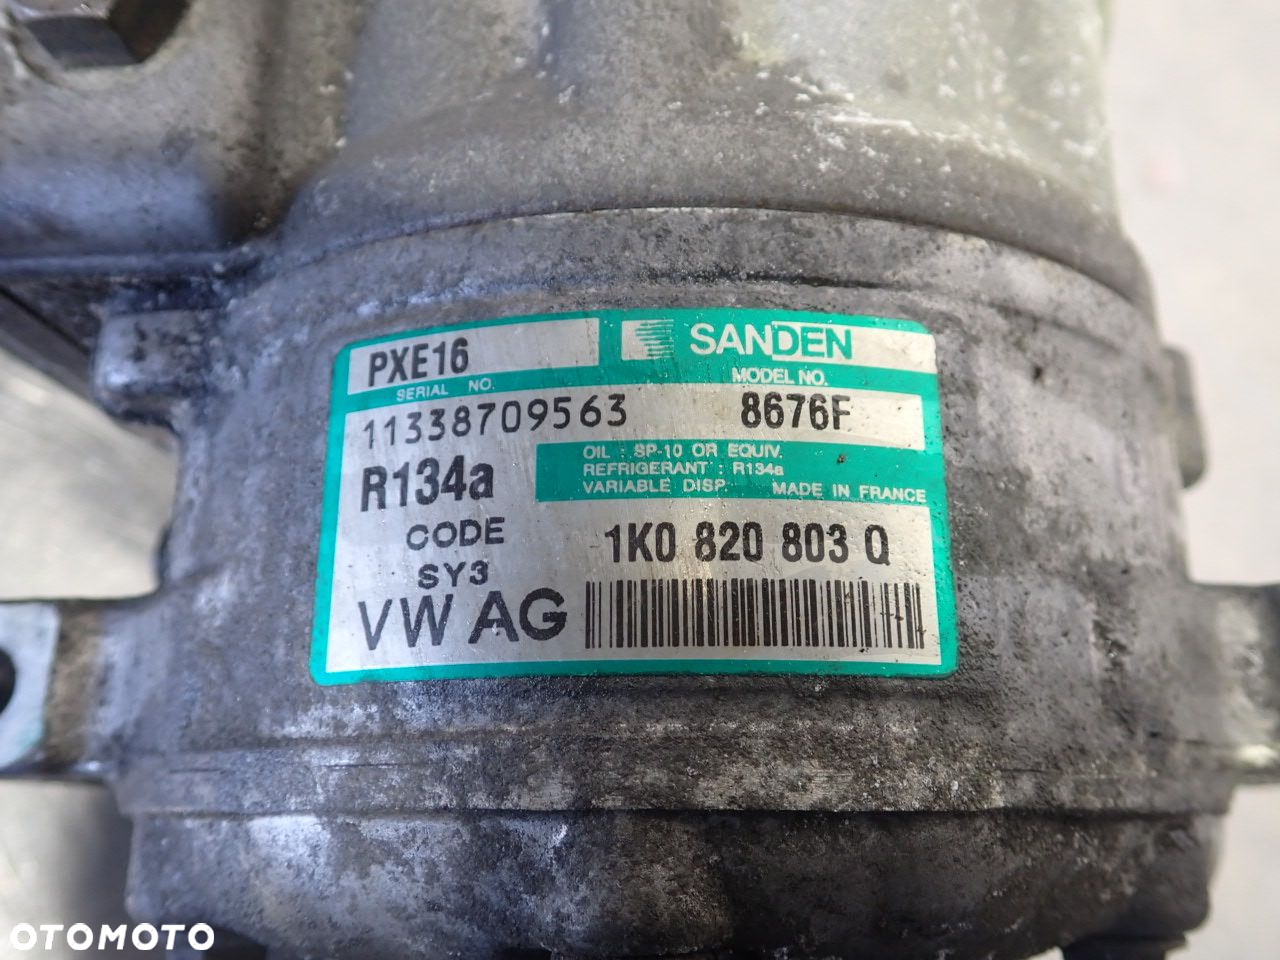 PXE16 SANDEN
SERIAL NO. MODEL NO.
11338709563 8676F
R134a OIL : SP-10 OR EQUIV.
REFRIGERANT : R134a
VARIABLE DISP. MADE IN FRANCE
CODE 1K0 820 803 Q
SY3
VW AG
OTOMOTO